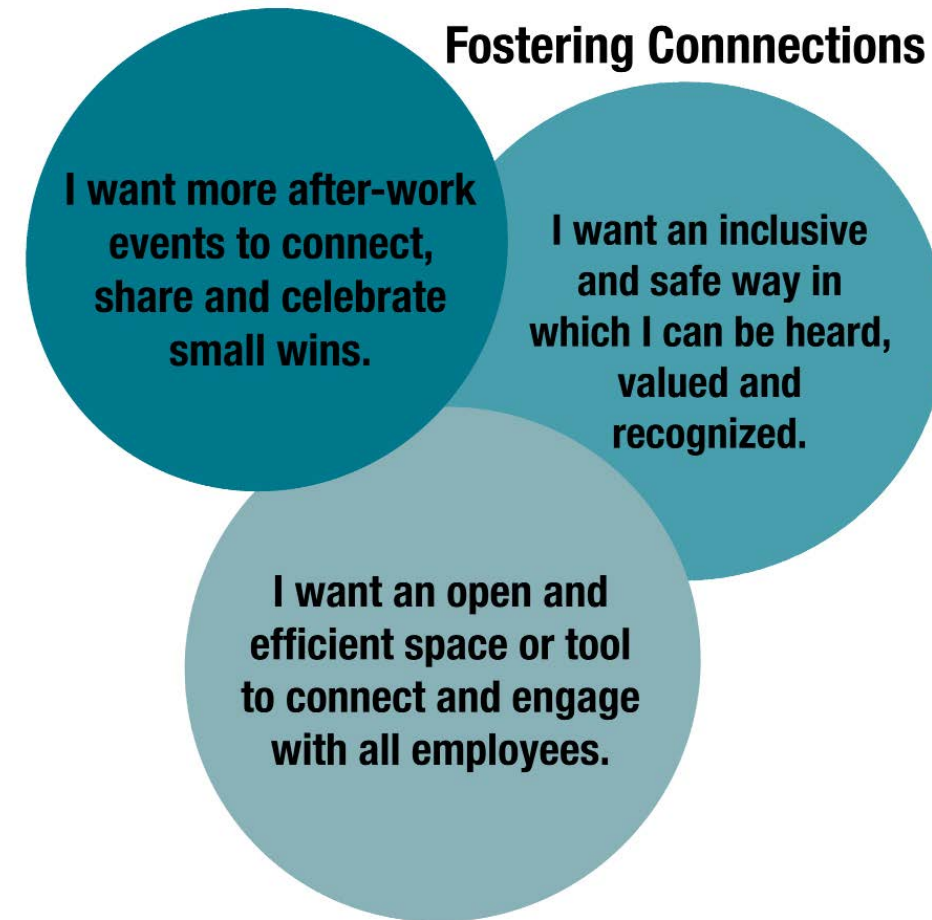 Fostering Connnections
I want more after-work
events to connect,
share and celebrate
small wins.
I want an inclusive
and safe way in
which I can be heard,
valued and
recognized.
I want an open and
efficient space or tool
to connect and engage
with all employees.